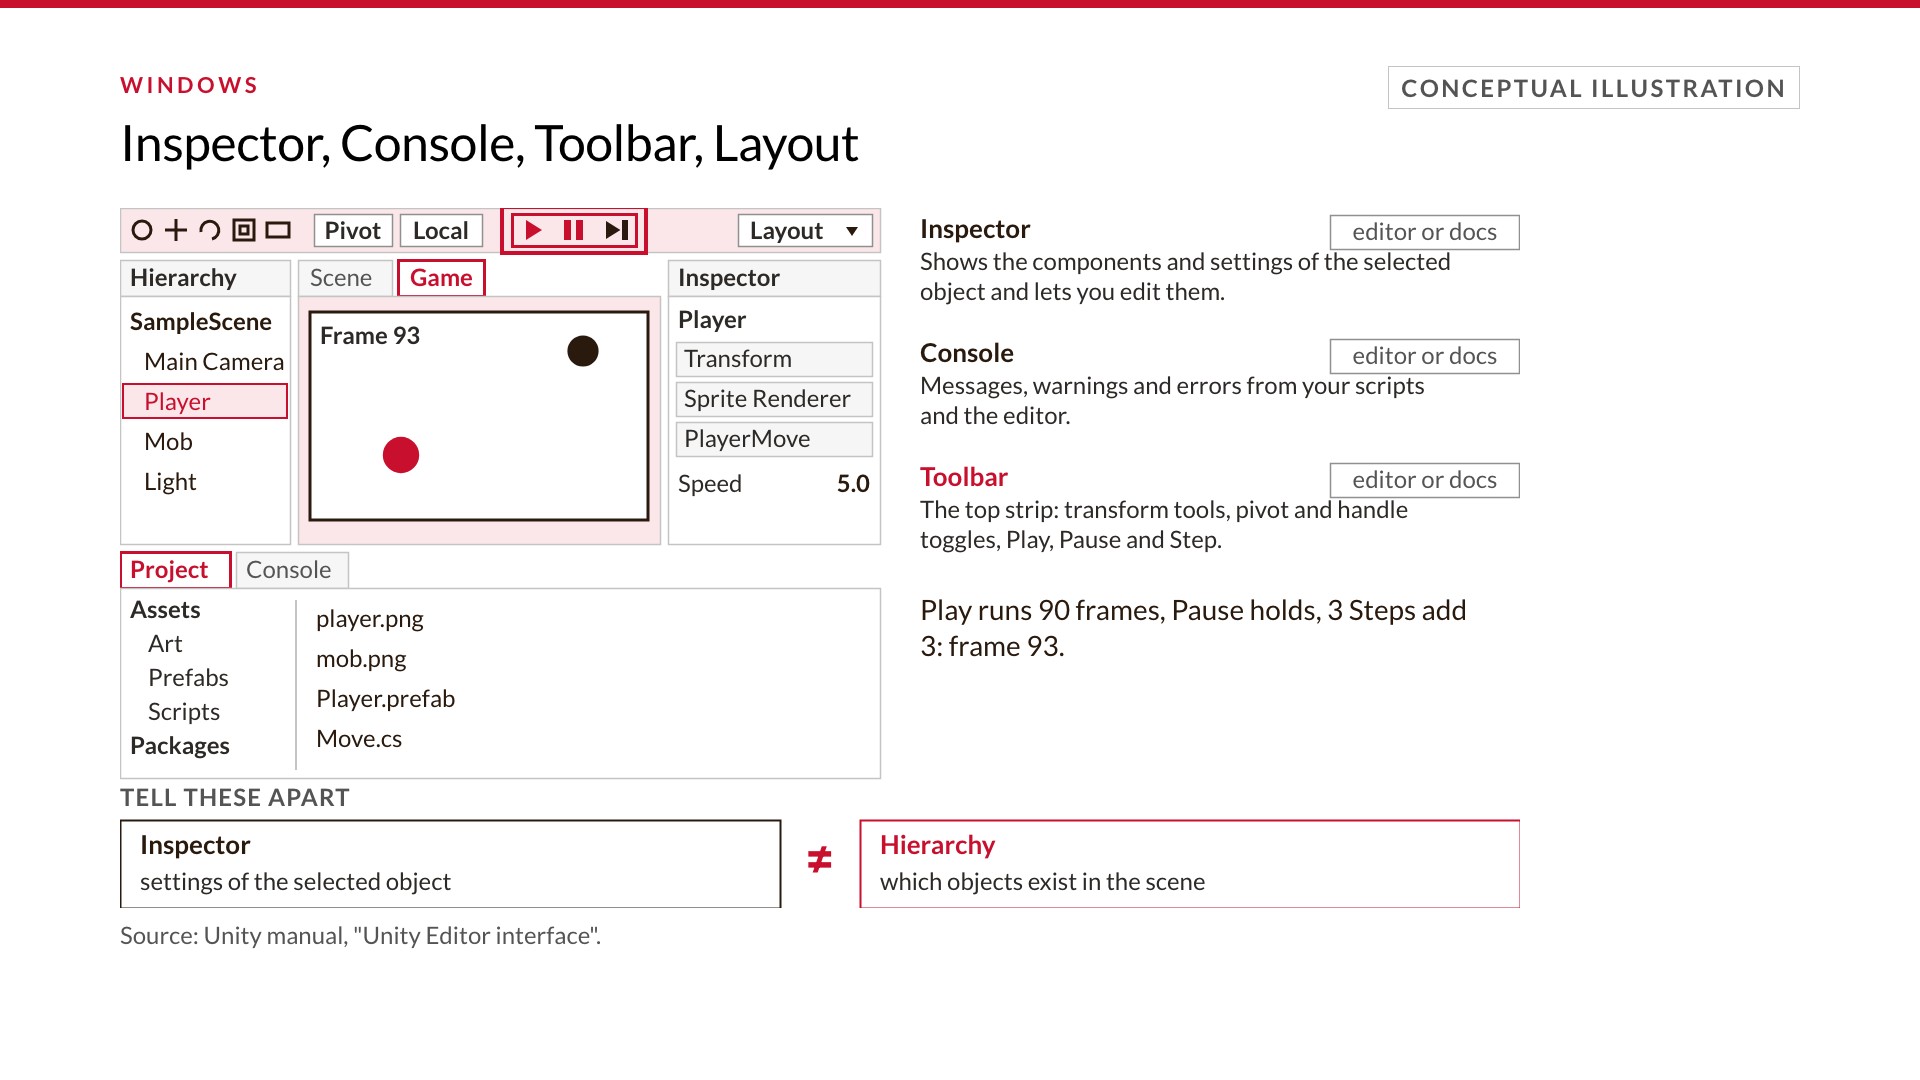 WINDOWS
CONCEPTUAL ILLUSTRATION
Inspector, Console, Toolbar, Layout
Pivot
Local
Layout
Hierarchy
Scene
Game
Inspector
SampleScene
Main Camera
Player
Mob
Light
Frame 93
Player
Transform
Sprite Renderer
PlayerMove
Speed 5.0
Project
Console
Assets
Art
Prefabs
Scripts
Packages
player.png
mob.png
Player.prefab
Move.cs
Inspector
editor or docs
Shows the components and settings of the selected
object and lets you edit them.
Console
editor or docs
Messages, warnings and errors from your scripts
and the editor.
Toolbar
editor or docs
The top strip: transform tools, pivot and handle
toggles, Play, Pause and Step.
Play runs 90 frames, Pause holds, 3 Steps add
3: frame 93.
TELL THESE APART
Inspector
settings of the selected object
≠
Hierarchy
which objects exist in the scene
Source: Unity manual, "Unity Editor interface".